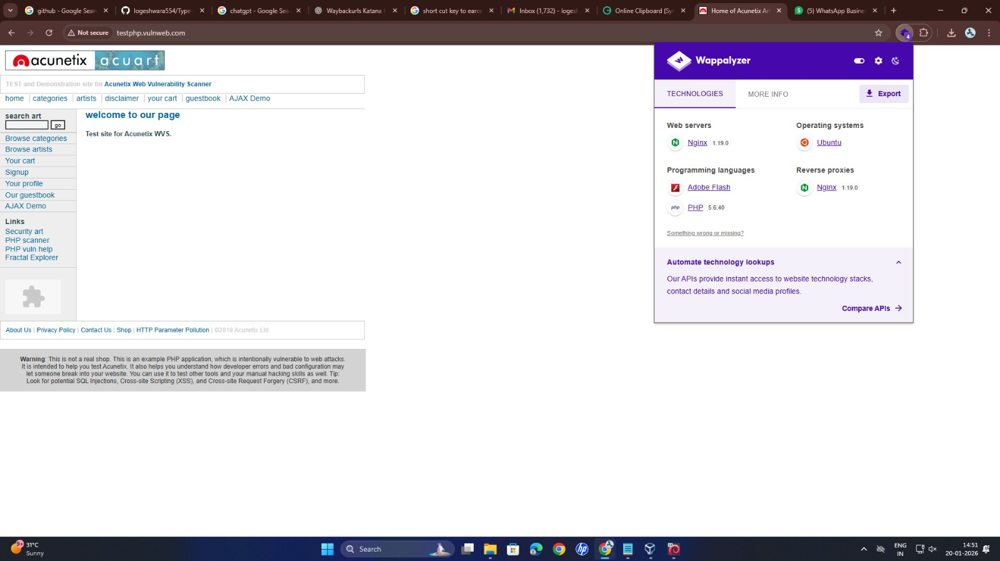 github - Google Sear
logeshwara554/Type-
chatgpt - Google Sea
Waybackurls Katana
short cut key to earce
Inbox (1,732) - loges
Online Clipboard (Sy
Home of Acunetix Ar
(5) WhatsApp Busine
Not secure
testphp.vulnweb.com
acunetix
acuart
TEST and Demonstration site for Acunetix Web Vulnerability Scanner
home | categories | artists | disclaimer | your cart | guestbook | AJAX Demo
search art
go
Browse categories
Browse artists
Your cart
Signup
Your profile
Our guestbook
AJAX Demo
Links
Security art
PHP scanner
PHP vuln help
Fractal Explorer
welcome to our page
Test site for Acunetix WVS.
About Us | Privacy Policy | Contact Us | Shop | HTTP Parameter Pollution | ©2019 Acunetix Ltd
Warning: This is not a real shop. This is an example PHP application, which is intentionally vulnerable to web attacks.
It is intended to help you test Acunetix. It also helps you understand how developer errors and bad configuration may
let someone break into your website. You can use it to test other tools and your manual hacking skills as well. Tip:
Look for potential SQL Injections, Cross-site Scripting (XSS), and Cross-site Request Forgery (CSRF), and more.
4
Wappalyzer
TECHNOLOGIES
MORE INFO
Export
Web servers
Nginx 1.19.0
Programming languages
Adobe Flash
php
PHP 5.6.40
Operating systems
Ubuntu
Reverse proxies
Nginx 1.19.0
Something wrong or missing?
Automate technology lookups
Our APIs provide instant access to website technology stacks,
contact details and social media profiles.
Compare APIs
9+
31°C
Sunny
Search
hp
ENG
IN
14:51
20-01-2026